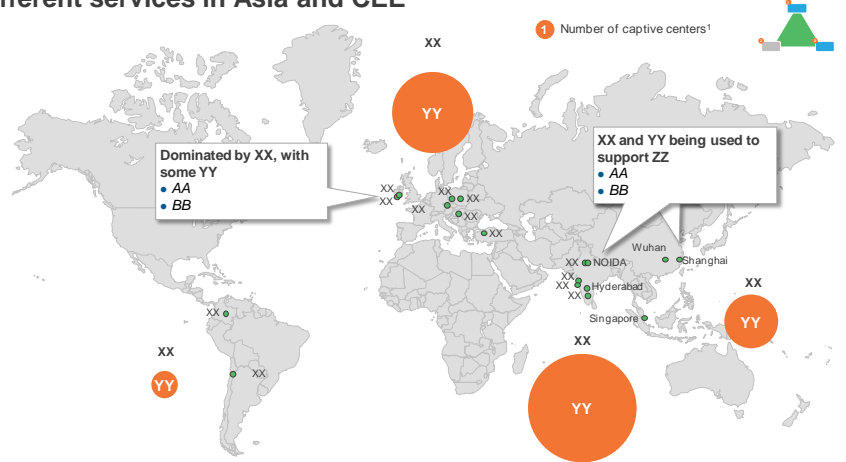 fferent services in Asia and CEE
1 Number of captive centers¹
XX
YY
Dominated by XX, with
some YY
• AA
• BB
XX and YY being used to
support ZZ
• AA
• BB
XX
XX
XX
XX
XX
XX
XX
Wuhan
Shanghai
XX NOIDA
XX
XX
Hyderabad
XX
Singapore
XX
YY
XX
XX
XX
YY
XX
YY